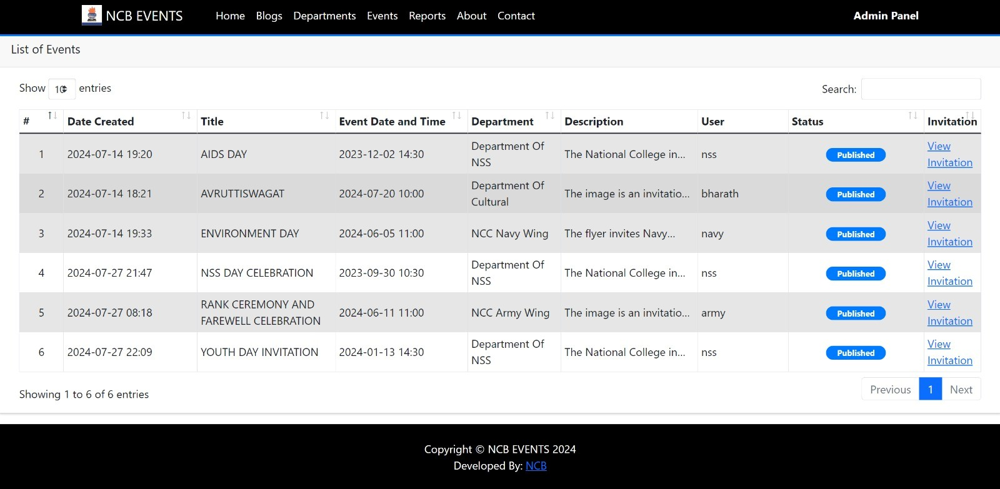 NCB EVENTS Home Blogs Departments Events Reports About Contact Admin Panel
List of Events
Show 10 entries Search:
# Date Created Title Event Date and Time Department Description User Status Invitation
1 2024-07-14 19:20 AIDS DAY 2023-12-02 14:30 Department Of NSS The National College in... nss Published View Invitation
2 2024-07-14 18:21 AVRUTTISWAGAT 2024-07-20 10:00 Department Of Cultural The image is an invitatio... bharath Published View Invitation
3 2024-07-14 19:33 ENVIRONMENT DAY 2024-06-05 11:00 NCC Navy Wing The flyer invites Navy... navy Published View Invitation
4 2024-07-27 21:47 NSS DAY CELEBRATION 2023-09-30 10:30 Department Of NSS The National College in... nss Published View Invitation
5 2024-07-27 08:18 RANK CEREMONY AND FAREWELL CELEBRATION 2024-06-11 11:00 NCC Army Wing The image is an invitatio... army Published View Invitation
6 2024-07-27 22:09 YOUTH DAY INVITATION 2024-01-13 14:30 Department Of NSS The National College in... nss Published View Invitation
Showing 1 to 6 of 6 entries Previous 1 Next
Copyright © NCB EVENTS 2024
Developed By: NCB